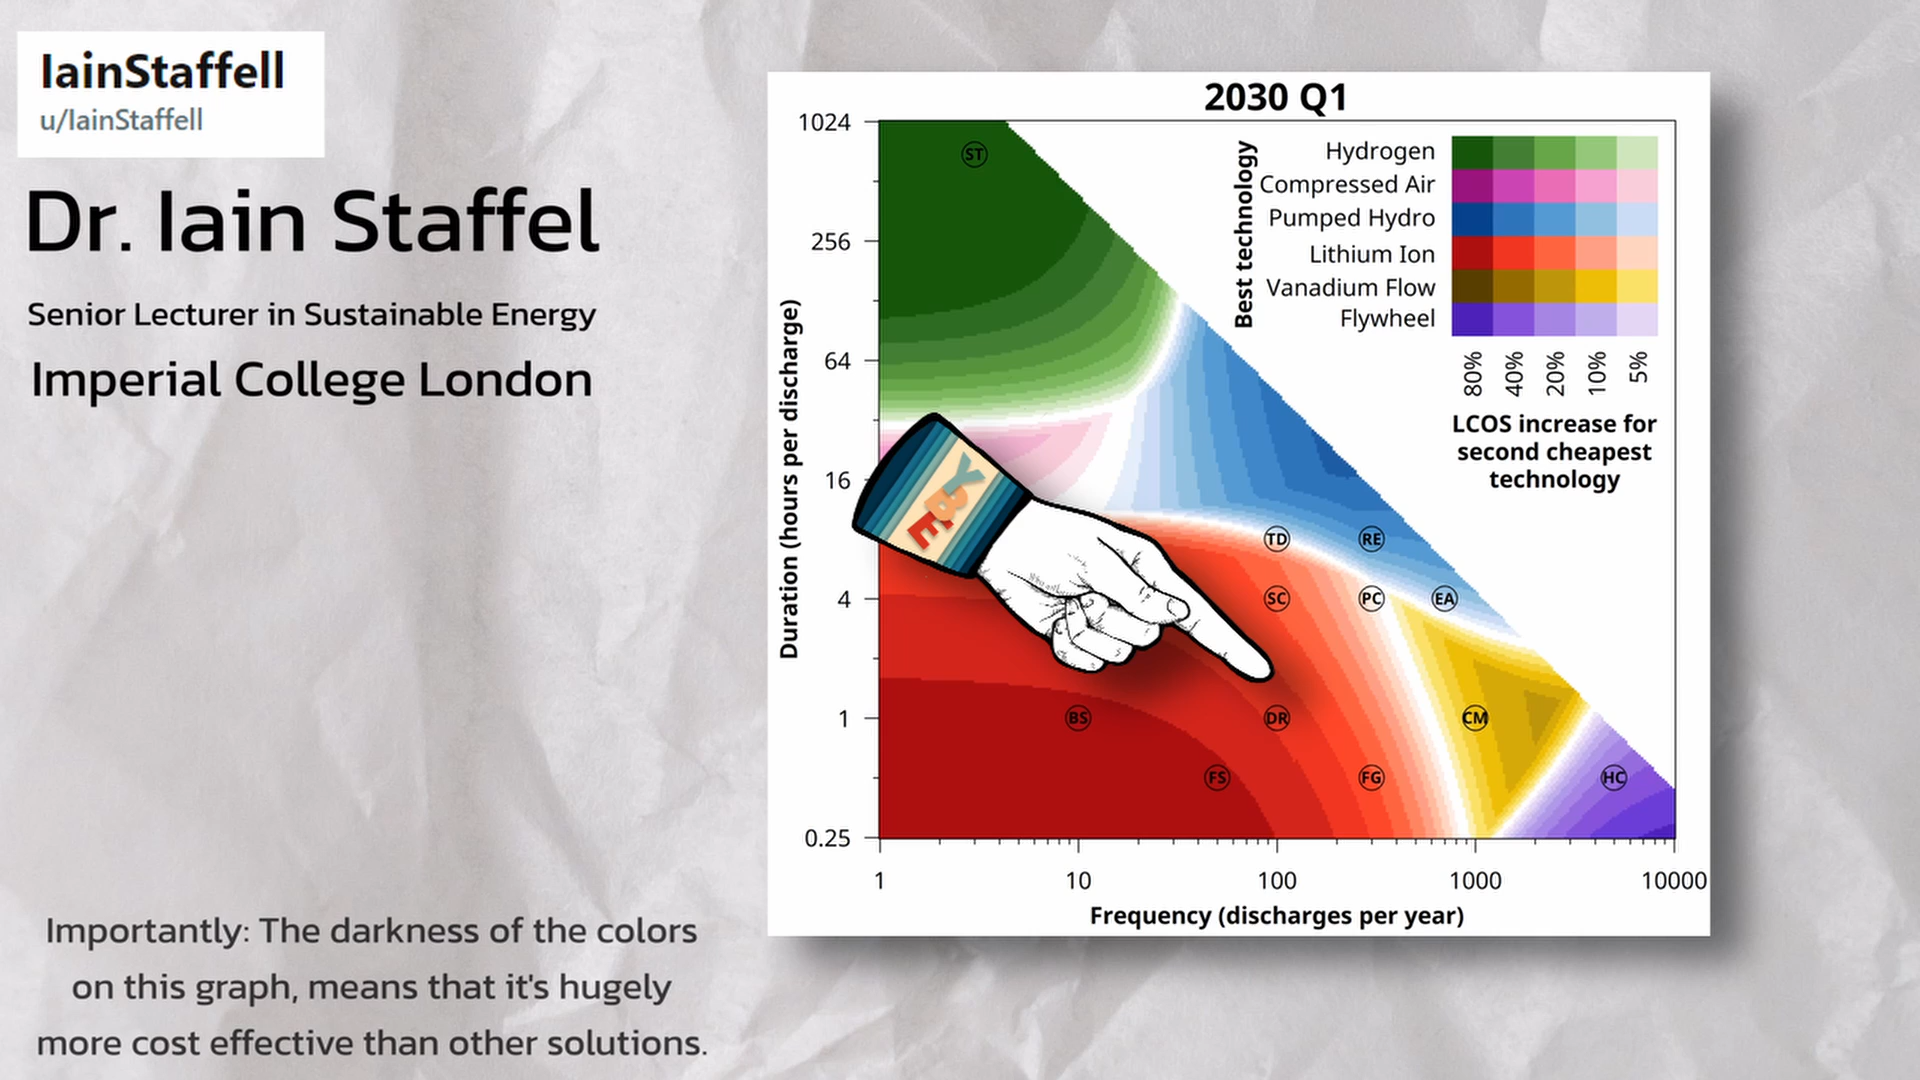 IainStaffell
u/IainStaffell
Dr. Iain Staffel
Senior Lecturer in Sustainable Energy
Imperial College London
Importantly: The darkness of the colors
on this graph, means that it's hugely
more cost effective than other solutions.
2030 Q1
Duration (hours per discharge)
1024
256
64
16
4
1
0.25
1
10
100
1000
10000
Frequency (discharges per year)
Best technology
Hydrogen
Compressed Air
Pumped Hydro
Lithium Ion
Vanadium Flow
Flywheel
80%
40%
20%
10%
5%
LCOS increase for
second cheapest
technology
ST
TD
RE
SC
PC
EA
BS
DR
CM
FS
FG
HC
YBE